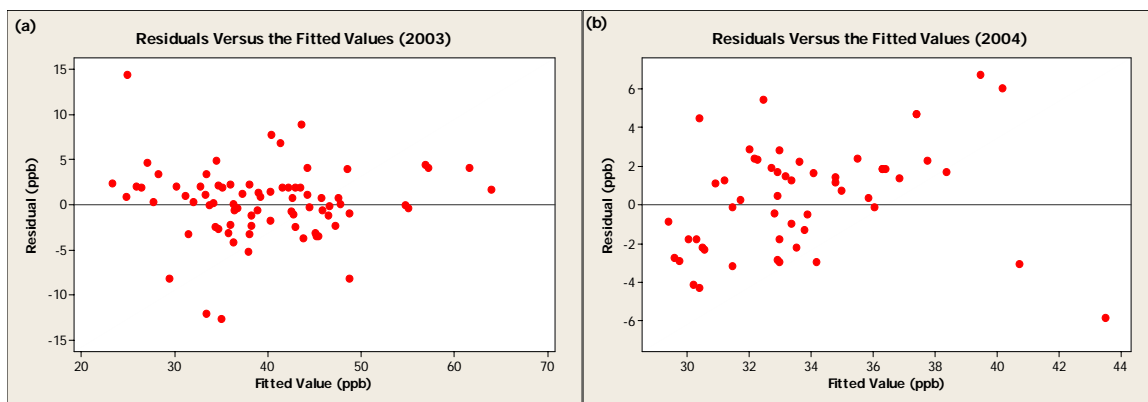 (a)
Residuals Versus the Fitted Values (2003)
15
10
5
0
-5
-10
-15
Residual (ppb)
20 30 40 50 60 70
Fitted Value (ppb)
(b)
Residuals Versus the Fitted Values (2004)
6
4
2
0
-2
-4
-6
Residual (ppb)
30 32 34 36 38 40 42 44
Fitted Value (ppb)